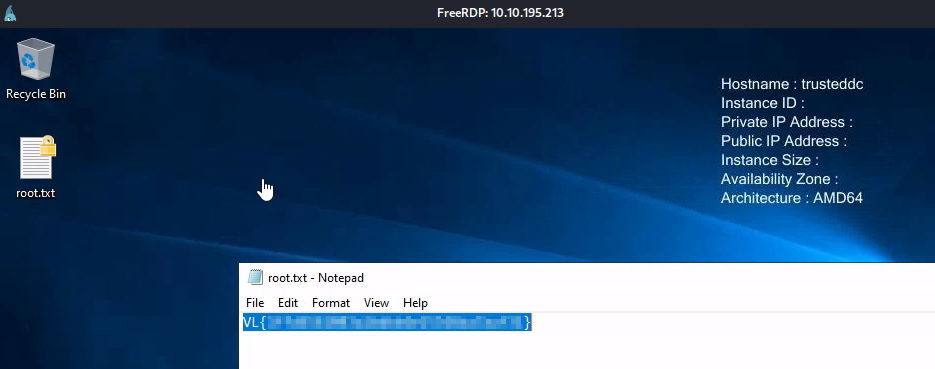 FreeRDP: 10.10.195.213
Recycle Bin
root.txt
Hostname : trusteddc
Instance ID :
Private IP Address :
Public IP Address :
Instance Size :
Availability Zone :
Architecture : AMD64
root.txt - Notepad
File Edit Format View Help
VL{ }